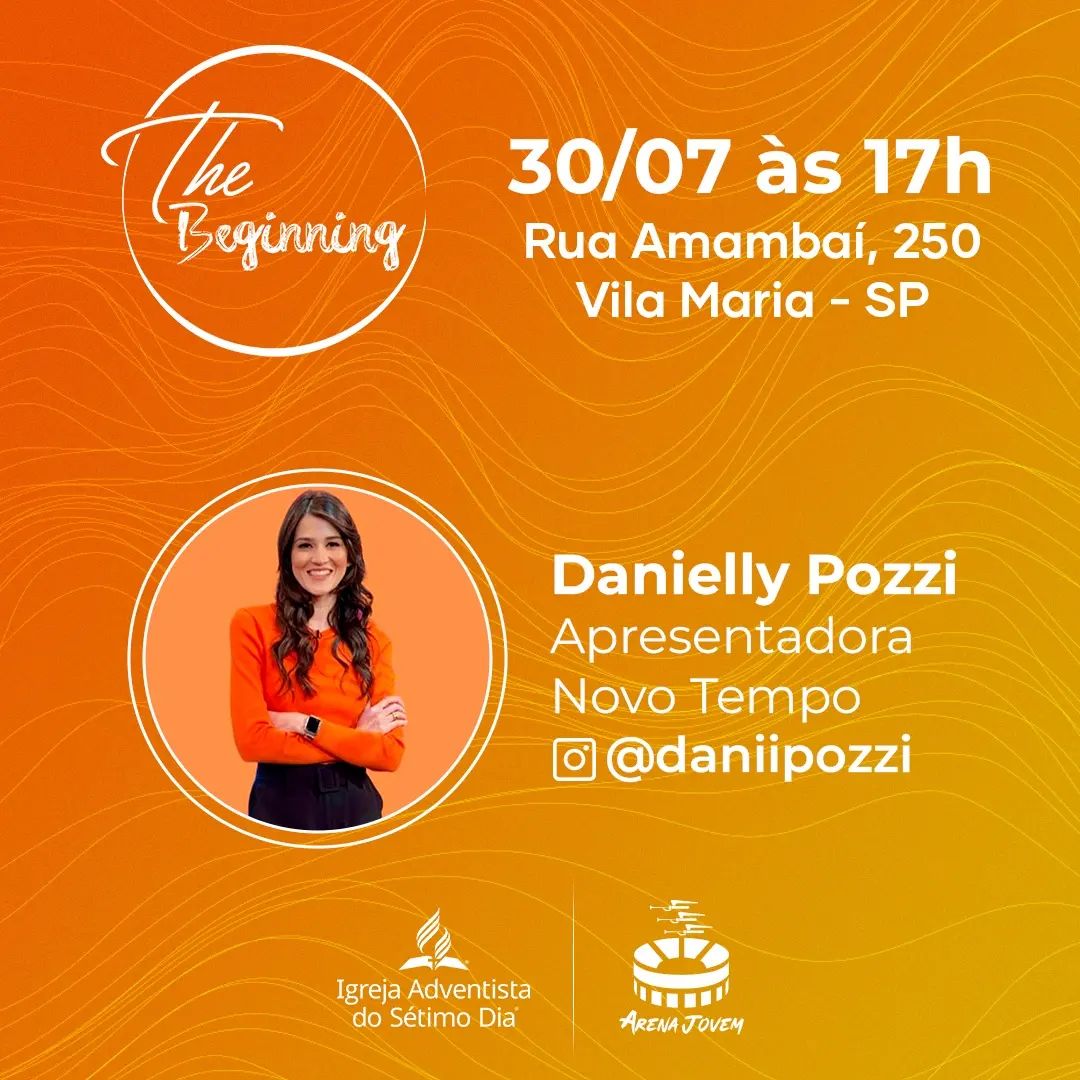 The
Beginning
30/07 às 17h
Rua Amambaí, 250
Vila Maria - SP
Danielly Pozzi
Apresentadora
Novo Tempo
@daniipozzi
Igreja Adventista
do Sétimo Dia
ARENA JOVEM